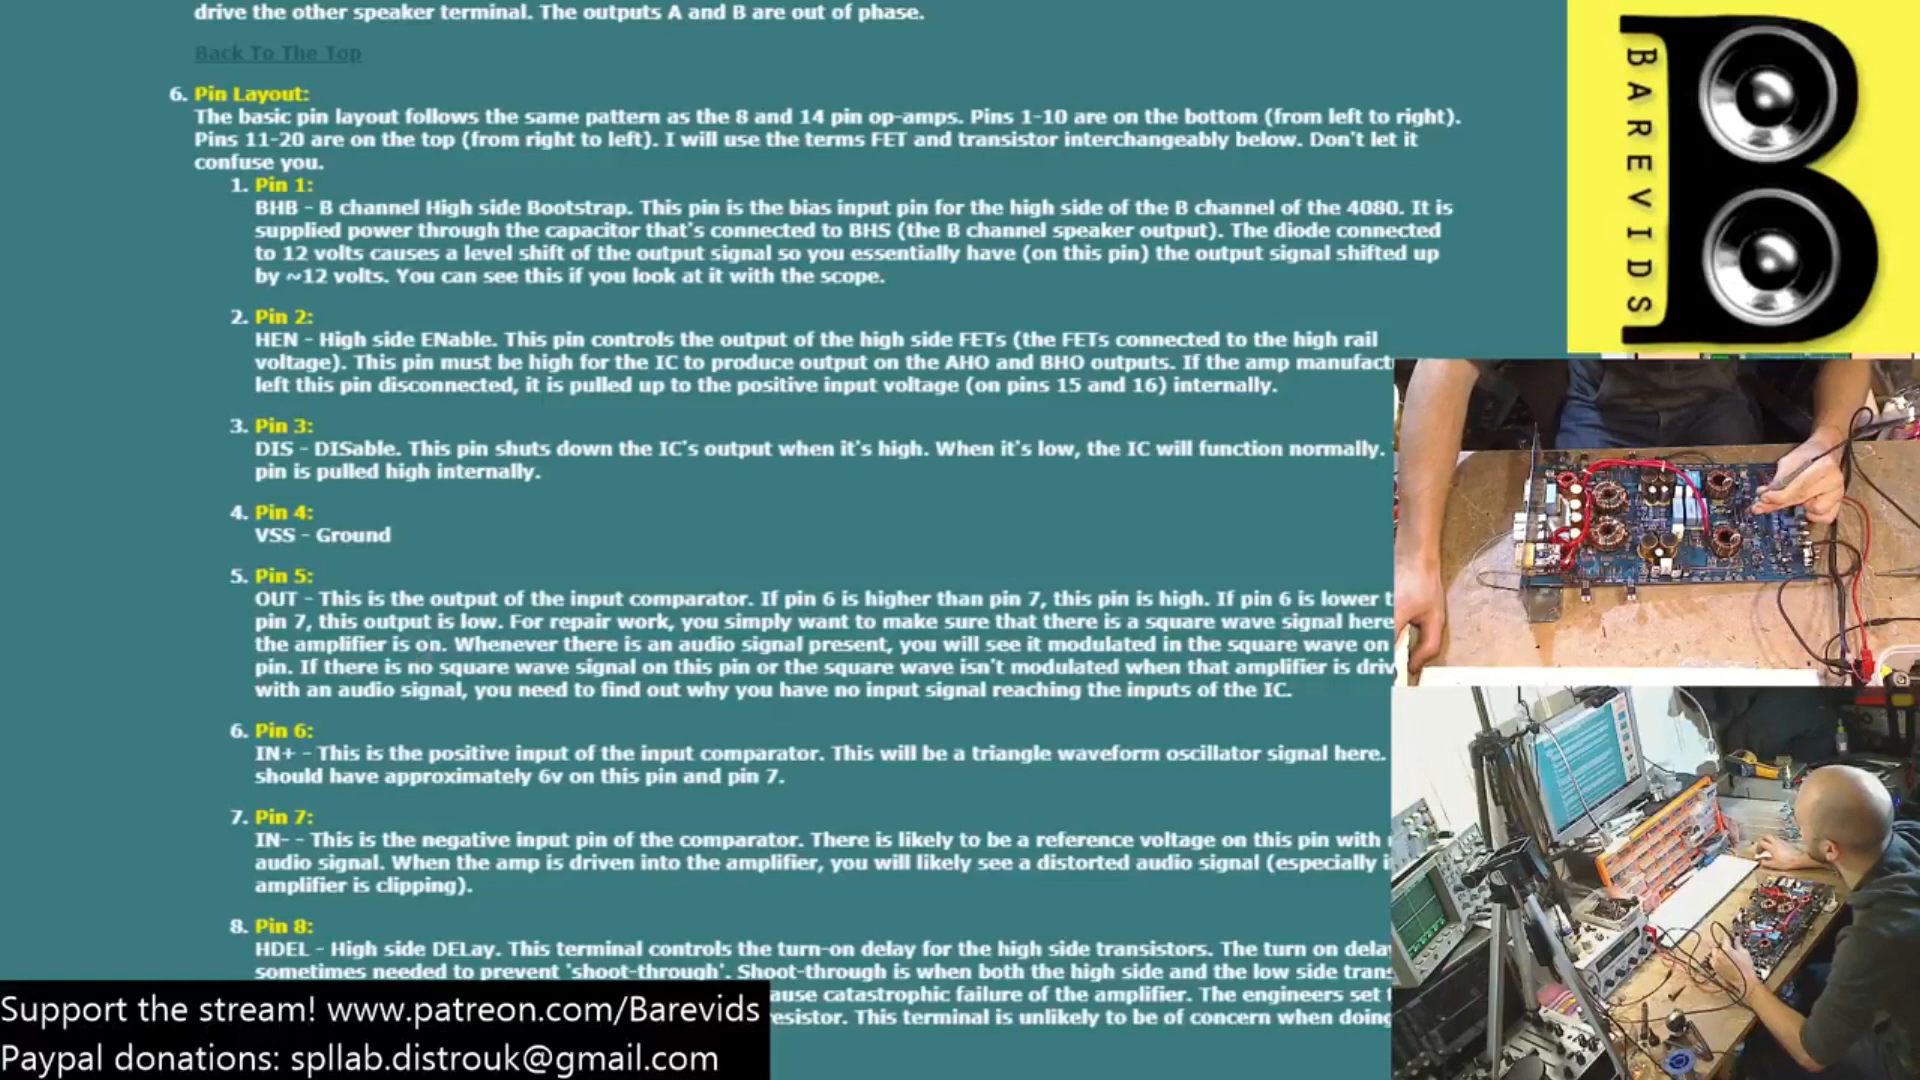 drive the other speaker terminal. The outputs A and B are out of phase.
Back To The Top
6. Pin Layout:
The basic pin layout follows the same pattern as the 8 and 14 pin op-amps. Pins 1-10 are on the bottom (from left to right).
Pins 11-20 are on the top (from right to left). I will use the terms FET and transistor interchangeably below. Don't let it
confuse you.
1. Pin 1:
BHB - B channel High side Bootstrap. This pin is the bias input pin for the high side of the B channel of the 4080. It is
supplied power through the capacitor that's connected to BHS (the B channel speaker output). The diode connected
to 12 volts causes a level shift of the output signal so you essentially have (on this pin) the output signal shifted up
by ~12 volts. You can see this if you look at it with the scope.
2. Pin 2:
HEN - High side ENable. This pin controls the output of the high side FETs (the FETs connected to the high rail
voltage). This pin must be high for the IC to produce output on the AHO and BHO outputs. If the amp manufact
left this pin disconnected, it is pulled up to the positive input voltage (on pins 15 and 16) internally.
3. Pin 3:
DIS - DISable. This pin shuts down the IC's output when it's high. When it's low, the IC will function normally.
pin is pulled high internally.
4. Pin 4:
VSS - Ground
5. Pin 5:
OUT - This is the output of the input comparator. If pin 6 is higher than pin 7, this pin is high. If pin 6 is lower t
pin 7, this output is low. For repair work, you simply want to make sure that there is a square wave signal here
the amplifier is on. Whenever there is an audio signal present, you will see it modulated in the square wave on
pin. If there is no square wave signal on this pin or the square wave isn't modulated when that amplifier is driv
with an audio signal, you need to find out why you have no input signal reaching the inputs of the IC.
6. Pin 6:
IN+ - This is the positive input of the input comparator. This will be a triangle waveform oscillator signal here.
should have approximately 6v on this pin and pin 7.
7. Pin 7:
IN- - This is the negative input pin of the comparator. There is likely to be a reference voltage on this pin with
audio signal. When the amp is driven into the amplifier, you will likely see a distorted audio signal (especially i
amplifier is clipping).
8. Pin 8:
HDEL - High side DELay. This terminal controls the turn-on delay for the high side transistors. The turn on dela
sometimes needed to prevent 'shoot-through'. Shoot-through is when both the high side and the low side tran
ause catastrophic failure of the amplifier. The engineers set
esistor. This terminal is unlikely to be of concern when doing
Support the stream! www.patreon.com/Barevids
Paypal donations: spllab.distrouk@gmail.com
BAREVIDS